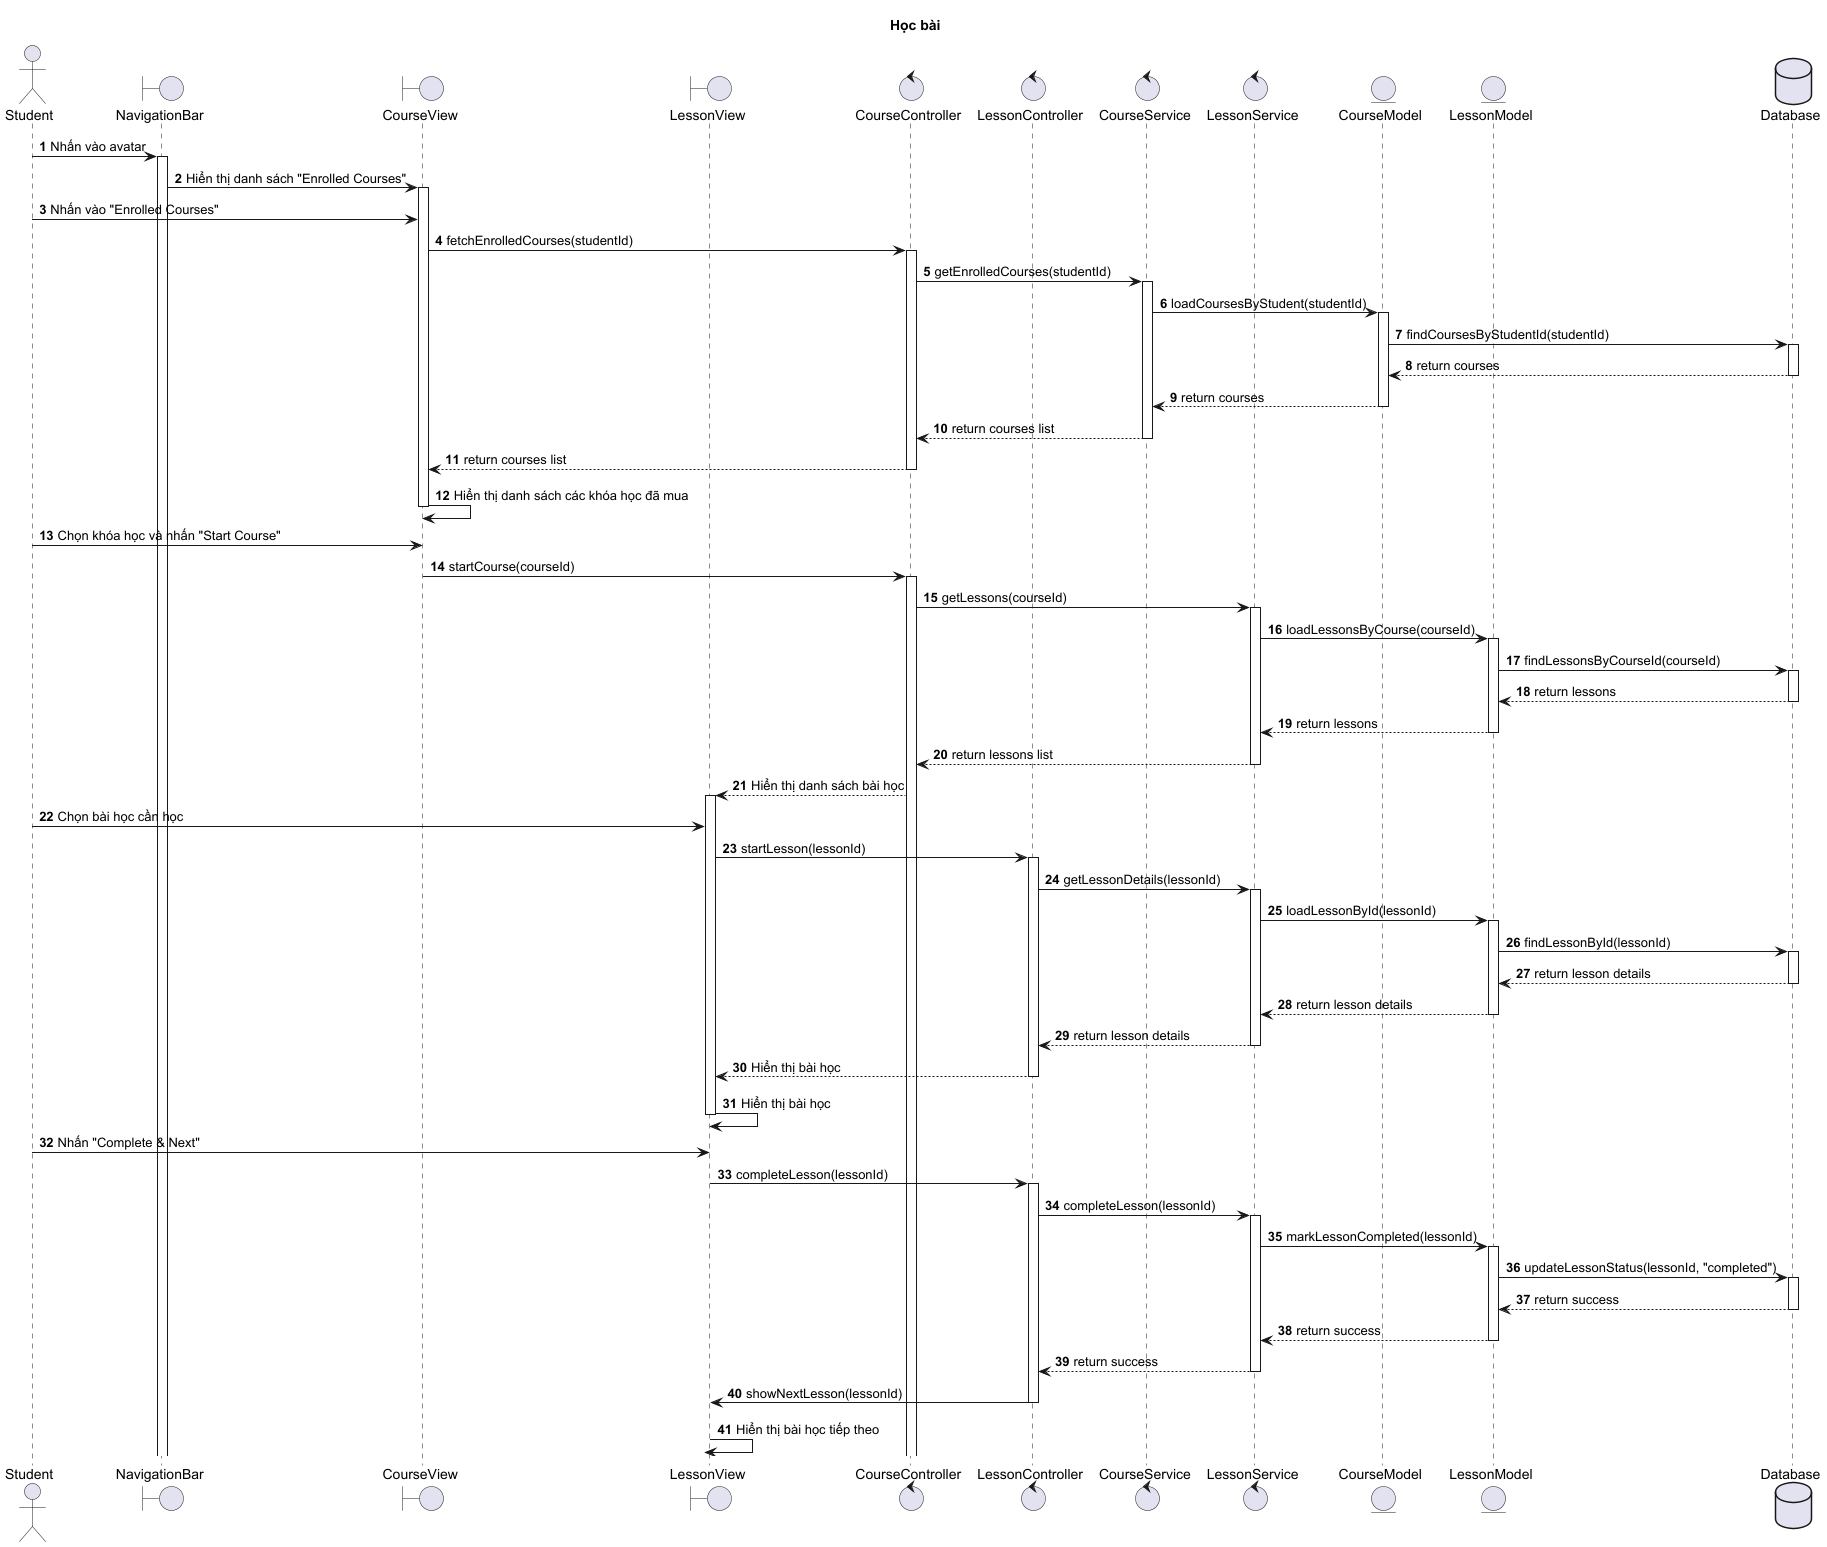 Học bài
Student
NavigationBar
CourseView
LessonView
CourseController
LessonController
CourseService
LessonService
CourseModel
LessonModel
Database
1 Nhấn vào avatar
2 Hiển thị danh sách "Enrolled Courses"
3 Nhấn vào "Enrolled Courses"
4 fetchEnrolledCourses(studentId)
5 getEnrolledCourses(studentId)
6 loadCoursesByStudent(studentId)
7 findCoursesByStudentId(studentId)
8 return courses
9 return courses
10 return courses list
11 return courses list
12 Hiển thị danh sách các khóa học đã mua
13 Chọn khóa học và nhấn "Start Course"
14 startCourse(courseId)
15 getLessons(courseId)
16 loadLessonsByCourse(courseId)
17 findLessonsByCourseId(courseId)
18 return lessons
19 return lessons
20 return lessons list
21 Hiển thị danh sách bài học
22 Chọn bài học cần học
23 startLesson(lessonId)
24 getLessonDetails(lessonId)
25 loadLessonById(lessonId)
26 findLessonById(lessonId)
27 return lesson details
28 return lesson details
29 return lesson details
30 Hiển thị bài học
31 Hiển thị bài học
32 Nhấn "Complete & Next"
33 completeLesson(lessonId)
34 completeLesson(lessonId)
35 markLessonCompleted(lessonId)
36 updateLessonStatus(lessonId, "completed")
37 return success
38 return success
39 return success
40 showNextLesson(lessonId)
41 Hiển thị bài học tiếp theo
Student
NavigationBar
CourseView
LessonView
CourseController
LessonController
CourseService
LessonService
CourseModel
LessonModel
Database